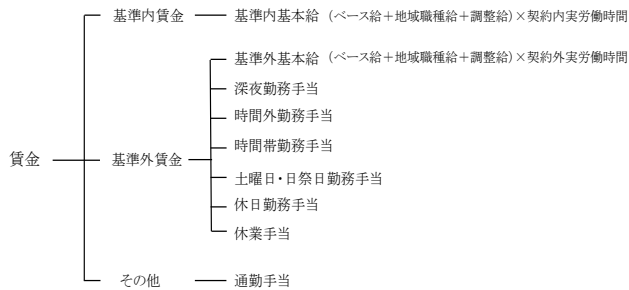 基準内賃金 基準内基本給 (ベース給＋地域職種給＋調整給)×契約内実労働時間
基準外基本給 (ベース給＋地域職種給＋調整給)×契約外実労働時間
深夜勤務手当
時間外勤務手当
時間帯勤務手当
賃金 基準外賃金
土曜日・日祭日勤務手当
休日勤務手当
休業手当
その他 通勤手当